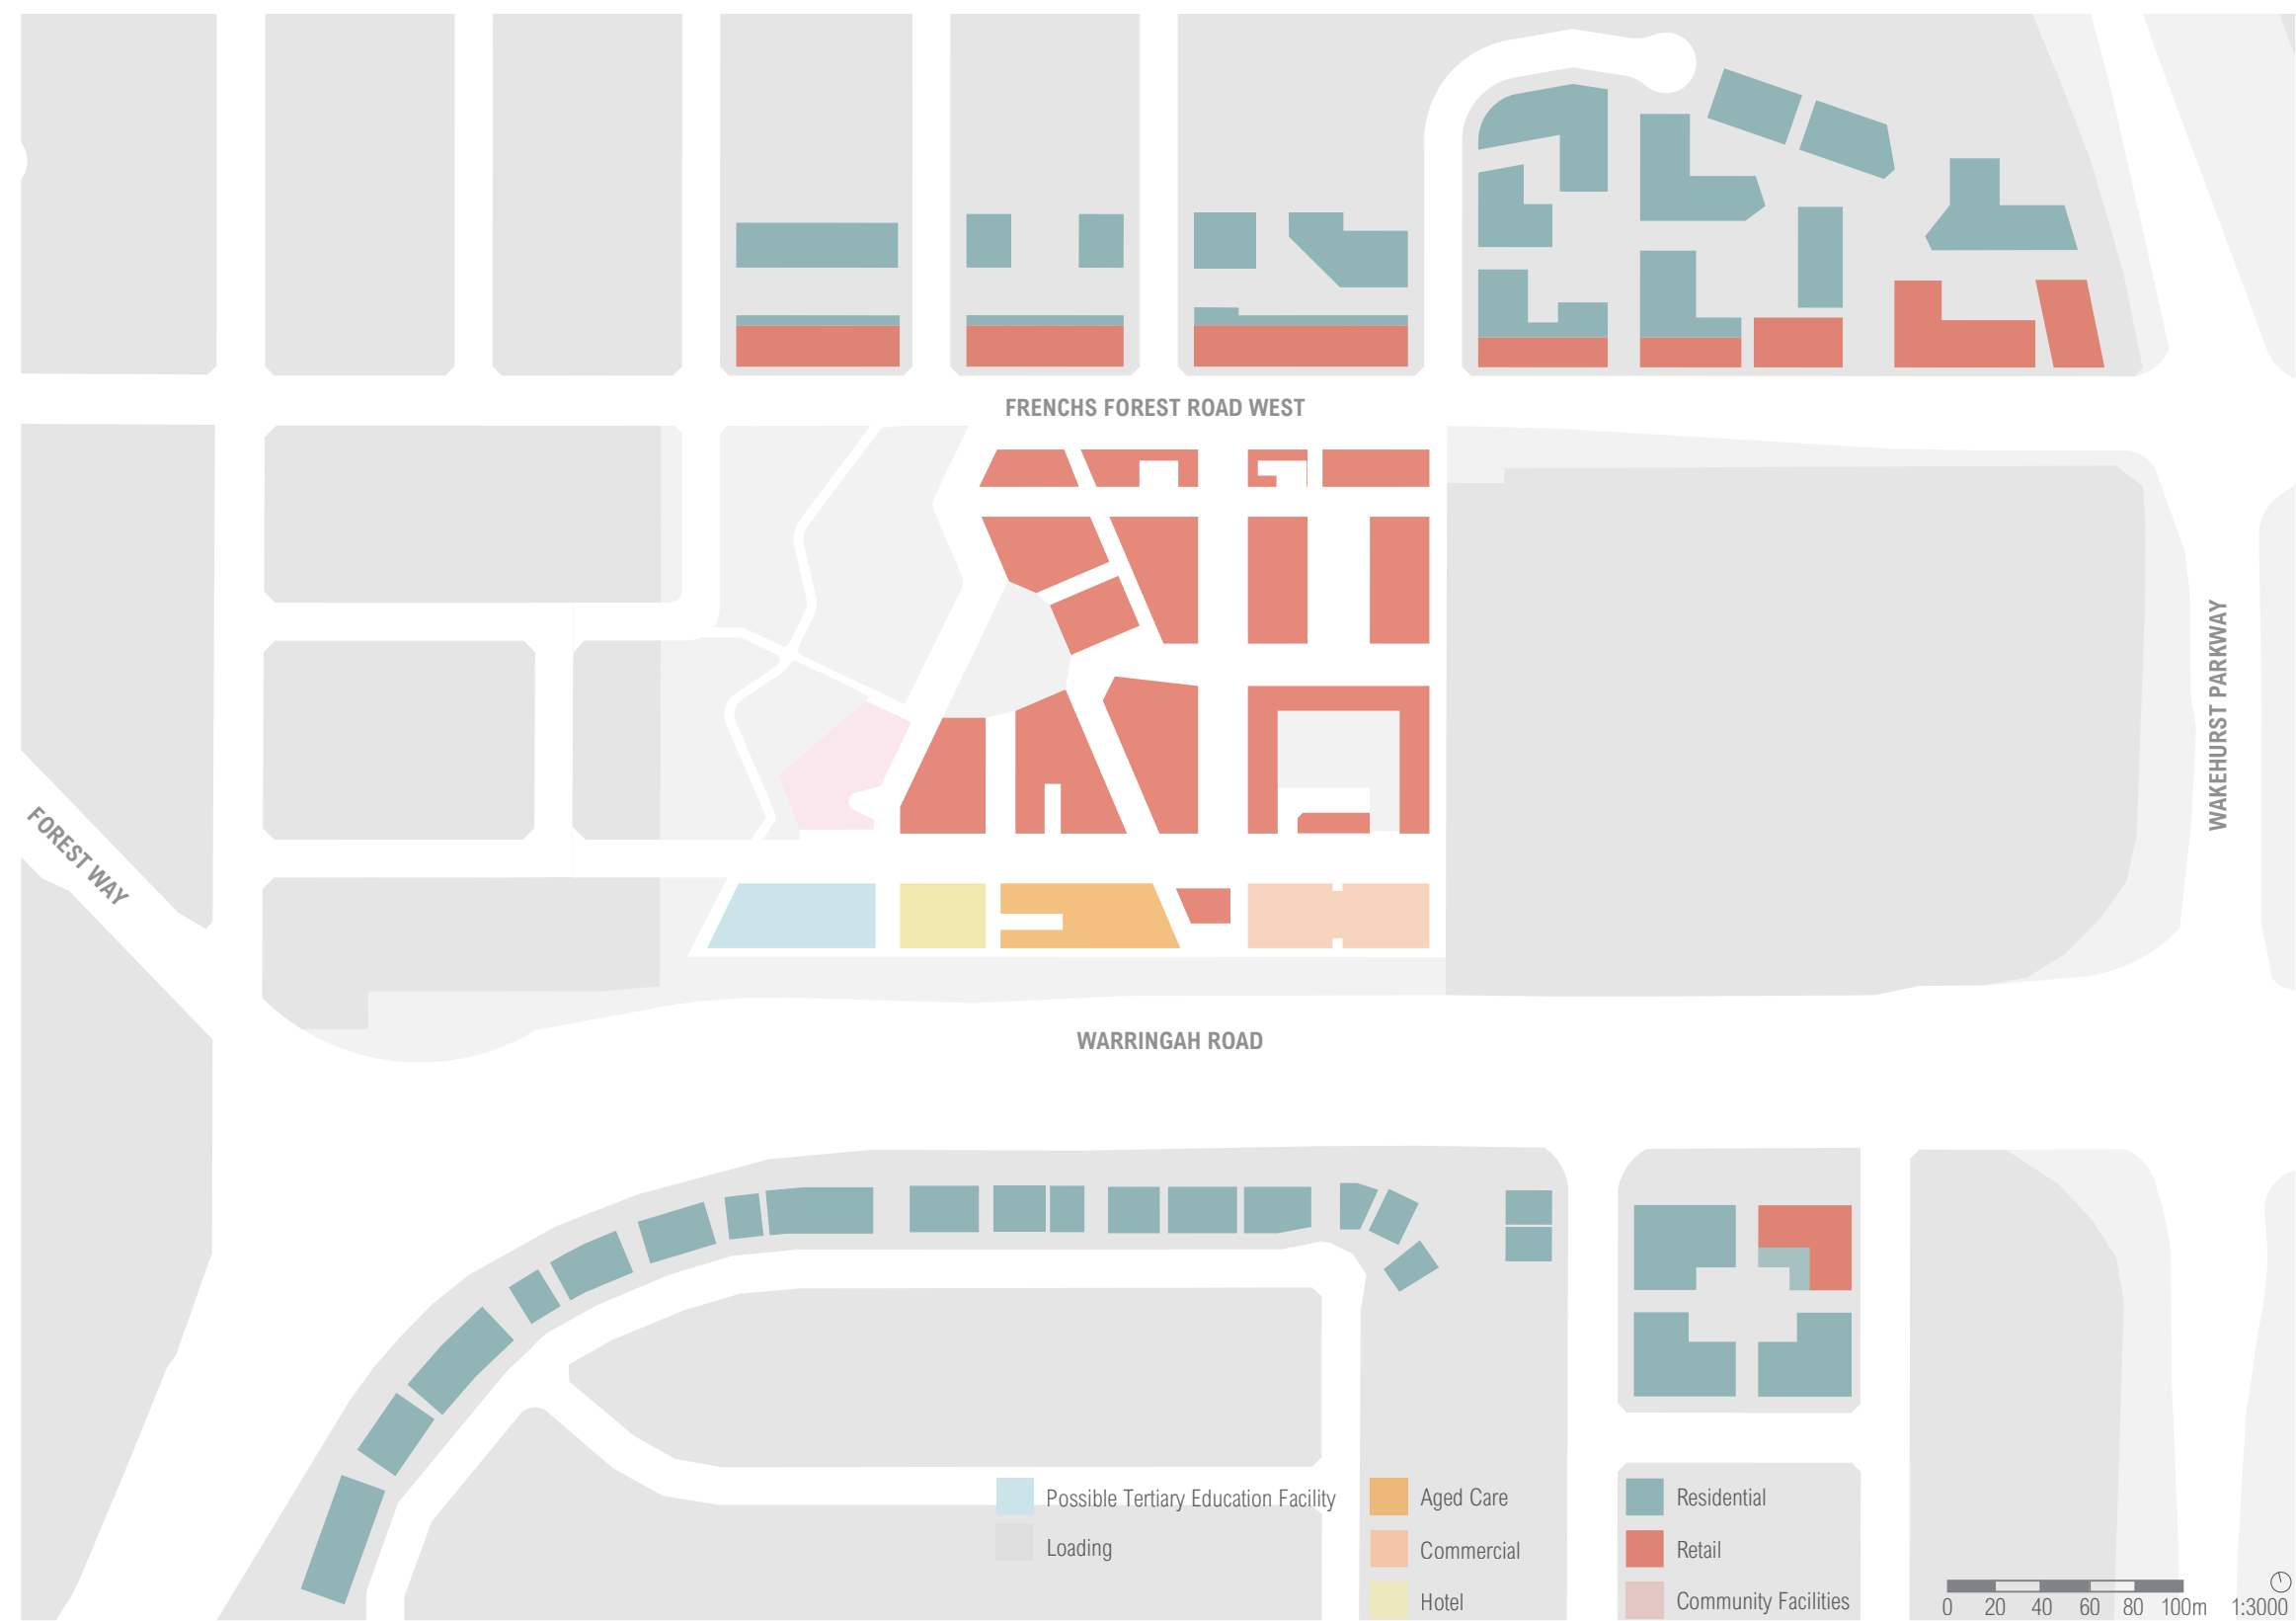 FRENCHS FOREST ROAD WEST
WAKEHURST PARKWAY
FOREST WAY
WARRINGAH ROAD
Possible Tertiary Education Facility
Loading
Aged Care
Commercial
Hotel
Residential
Retail
Community Facilities
0 20 40 60 80 100m 1:3000